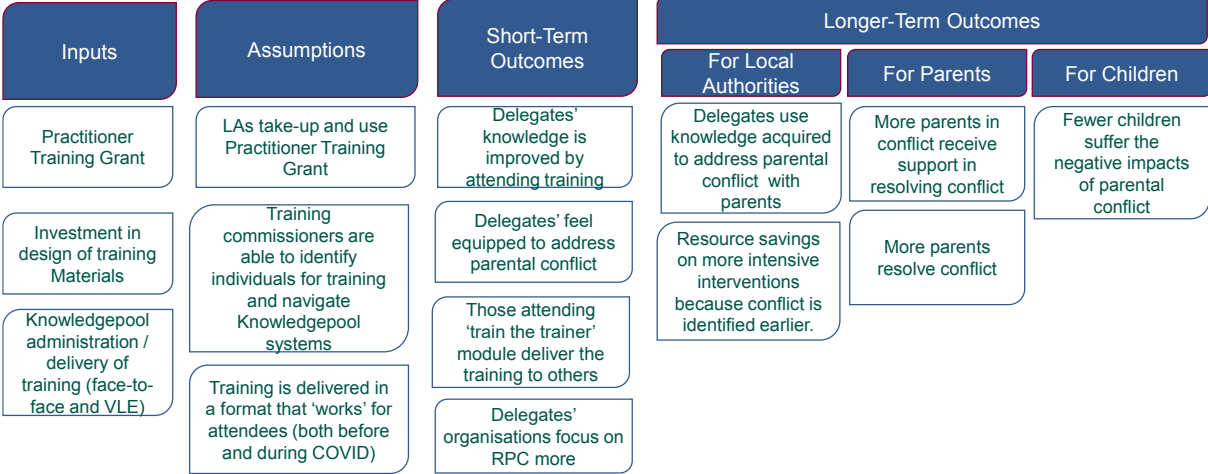 Inputs
Practitioner
Training Grant
Investment in
design of training
Materials
Knowledgepool
administration /
delivery of
training (face-to-
face and VLE)
Assumptions
LAs take-up and use
Practitioner Training
Grant
Training
commissioners are
able to identify
individuals for training
and navigate
Knowledgepool
systems
Training is delivered in
a format that ‘works’ for
attendees (both before
and during COVID)
Short-Term
Outcomes
Delegates’
knowledge is
improved by
attending training
Delegates’ feel
equipped to address
parental conflict
Those attending
‘train the trainer’
module deliver the
training to others
Delegates’
organisations focus on
RPC more
Longer-Term Outcomes
For Local
Authorities
Delegates use
knowledge acquired
to address parental
conflict with
parents
Resource savings
on more intensive
interventions
because conflict is
identified earlier.
For Parents
More parents in
conflict receive
support in
resolving conflict
More parents
resolve conflict
For Children
Fewer children
suffer the
negative impacts
of parental
conflict